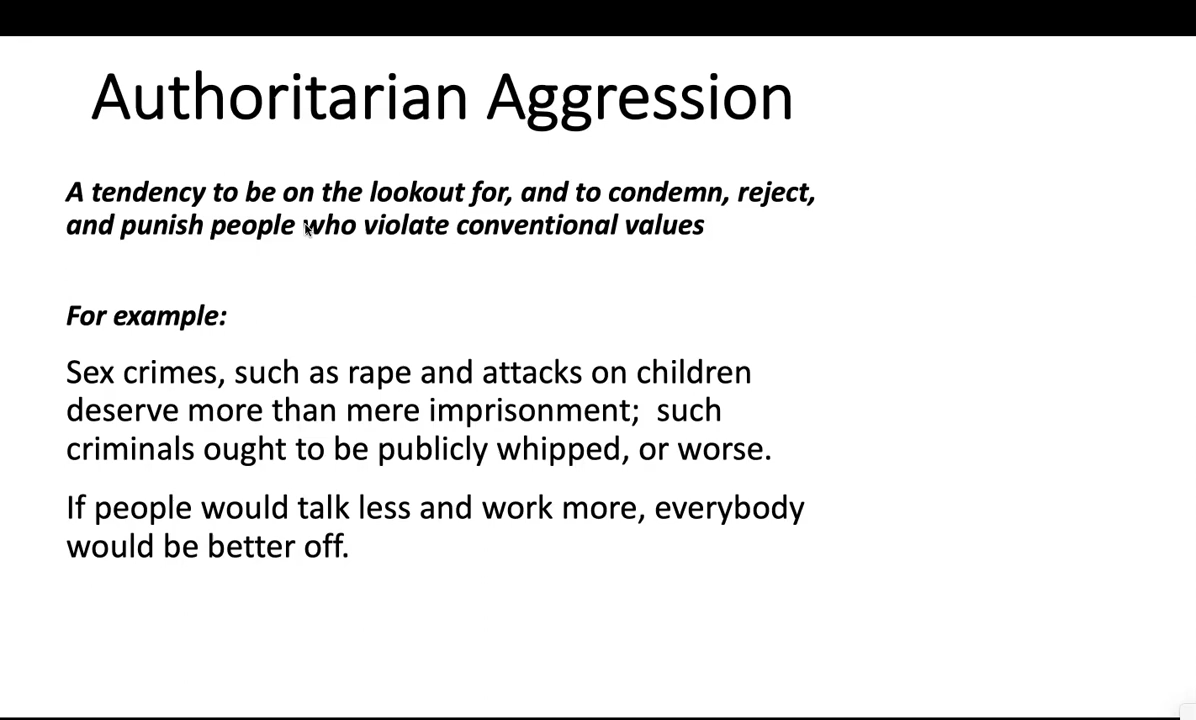 Authoritarian Aggression
A tendency to be on the lookout for, and to condemn, reject,
and punish people who violate conventional values
For example:
Sex crimes, such as rape and attacks on children
deserve more than mere imprisonment;  such
criminals ought to be publicly whipped, or worse.
If people would talk less and work more, everybody
would be better off.